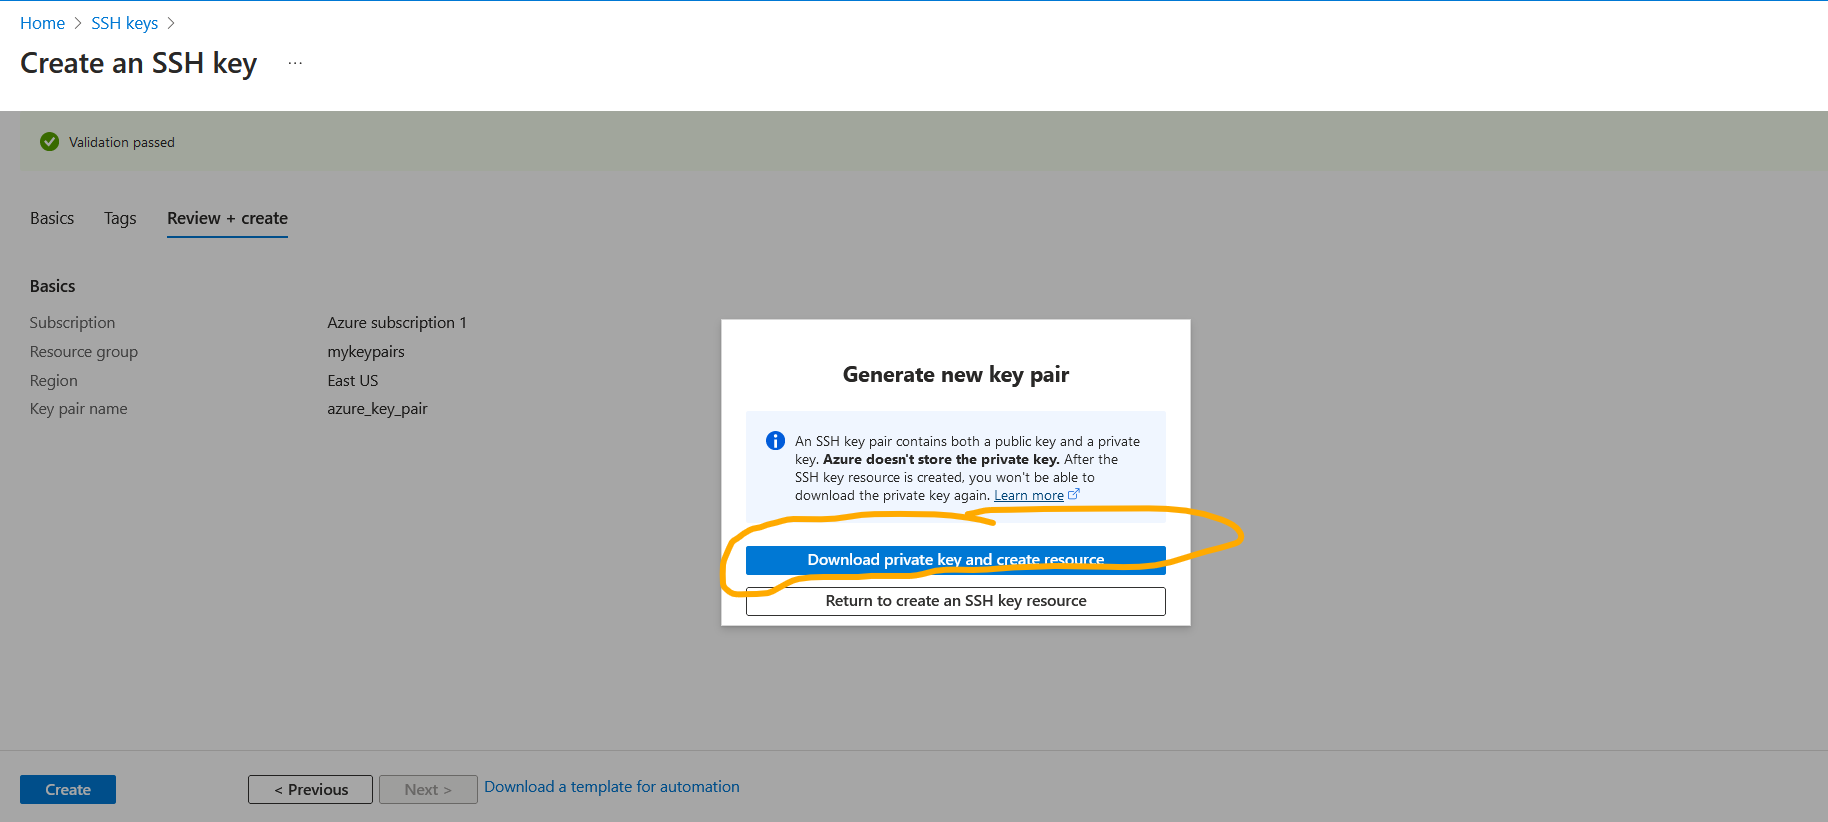 Home > SSH keys >
Create an SSH key ...
Validation passed
Basics Tags Review + create
Basics
Subscription Azure subscription 1
Resource group mykeypairs
Region East US
Key pair name azure_key_pair
Generate new key pair
An SSH key pair contains both a public key and a private
key. Azure doesn't store the private key. After the
SSH key resource is created, you won't be able to
download the private key again. Learn more
Download private key and create resource
Return to create an SSH key resource
Create < Previous Next > Download a template for automation